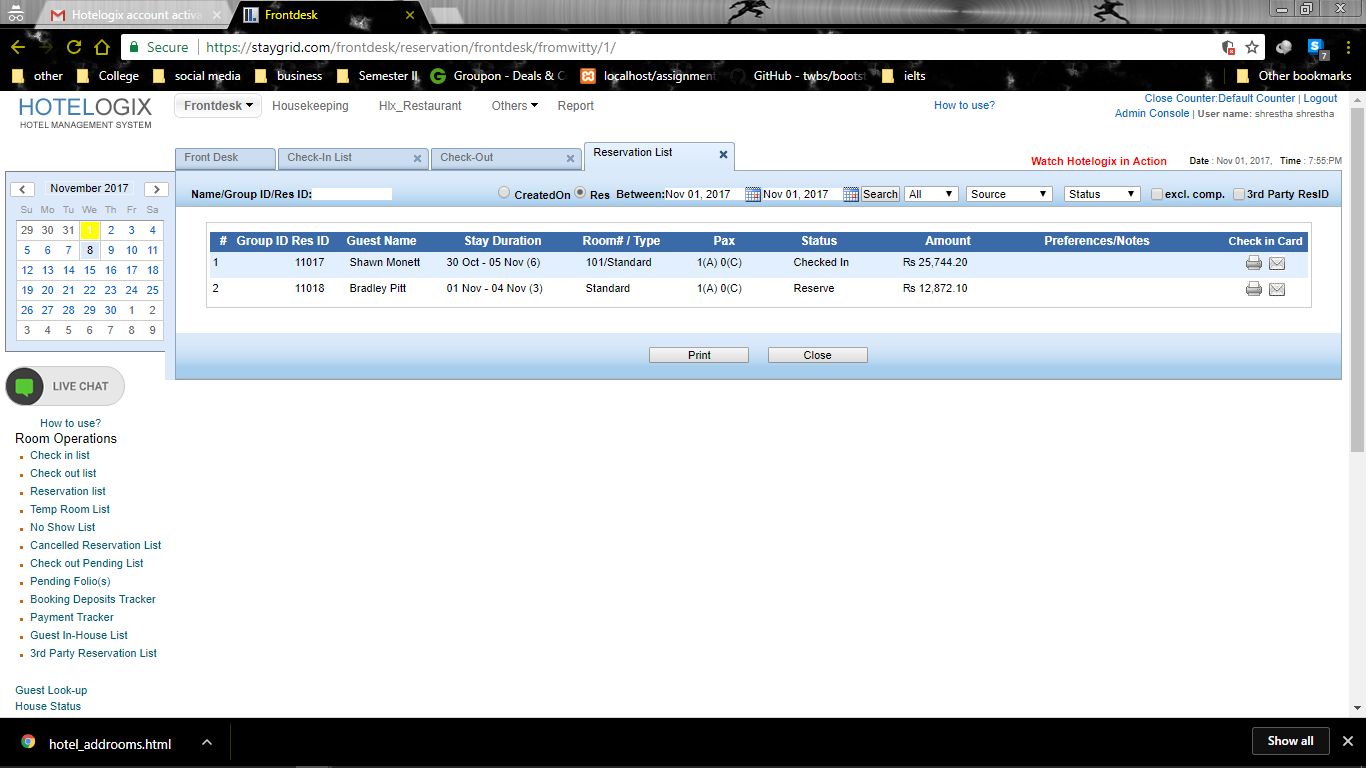 Hotelogix account activa
Frontdesk
Secure https://staygrid.com/frontdesk/reservation/frontdesk/fromwitty/1/
7
other College social media business Semester II Groupon - Deals & C localhost/assignment GitHub - twbs/boots ielts Other bookmarks
HOTELOGIX
HOTEL MANAGEMENT SYSTEM
Frontdesk Housekeeping Hlx_Restaurant Others Report How to use?
Close Counter:Default Counter | Logout
Admin Console | User name: shrestha shrestha
Front Desk Check-In List Check-Out Reservation List
Watch Hotelogix in Action Date : Nov 01, 2017, Time : 7:55:PM
November 2017
Su Mo Tu We Th Fr Sa
29 30 31 1 2 3 4
5 6 7 8 9 10 11
12 13 14 15 16 17 18
19 20 21 22 23 24 25
26 27 28 29 30 1 2
3 4 5 6 7 8 9
Name/Group ID/Res ID: CreatedOn Res Between: Nov 01, 2017 Nov 01, 2017 Search All Source Status excl. comp. 3rd Party ResID
# Group ID Res ID Guest Name Stay Duration Room# / Type Pax Status Amount Preferences/Notes Check in Card
1 11017 Shawn Monett 30 Oct - 05 Nov (6) 101/Standard 1(A) 0(C) Checked In Rs 25,744.20
2 11018 Bradley Pitt 01 Nov - 04 Nov (3) Standard 1(A) 0(C) Reserve Rs 12,872.10
Print Close
LIVE CHAT
How to use?
Room Operations
Check in list
Check out list
Reservation list
Temp Room List
No Show List
Cancelled Reservation List
Check out Pending List
Pending Folio(s)
Booking Deposits Tracker
Payment Tracker
Guest In-House List
3rd Party Reservation List
Guest Look-up
House Status
hotel_addrooms.html
Show all